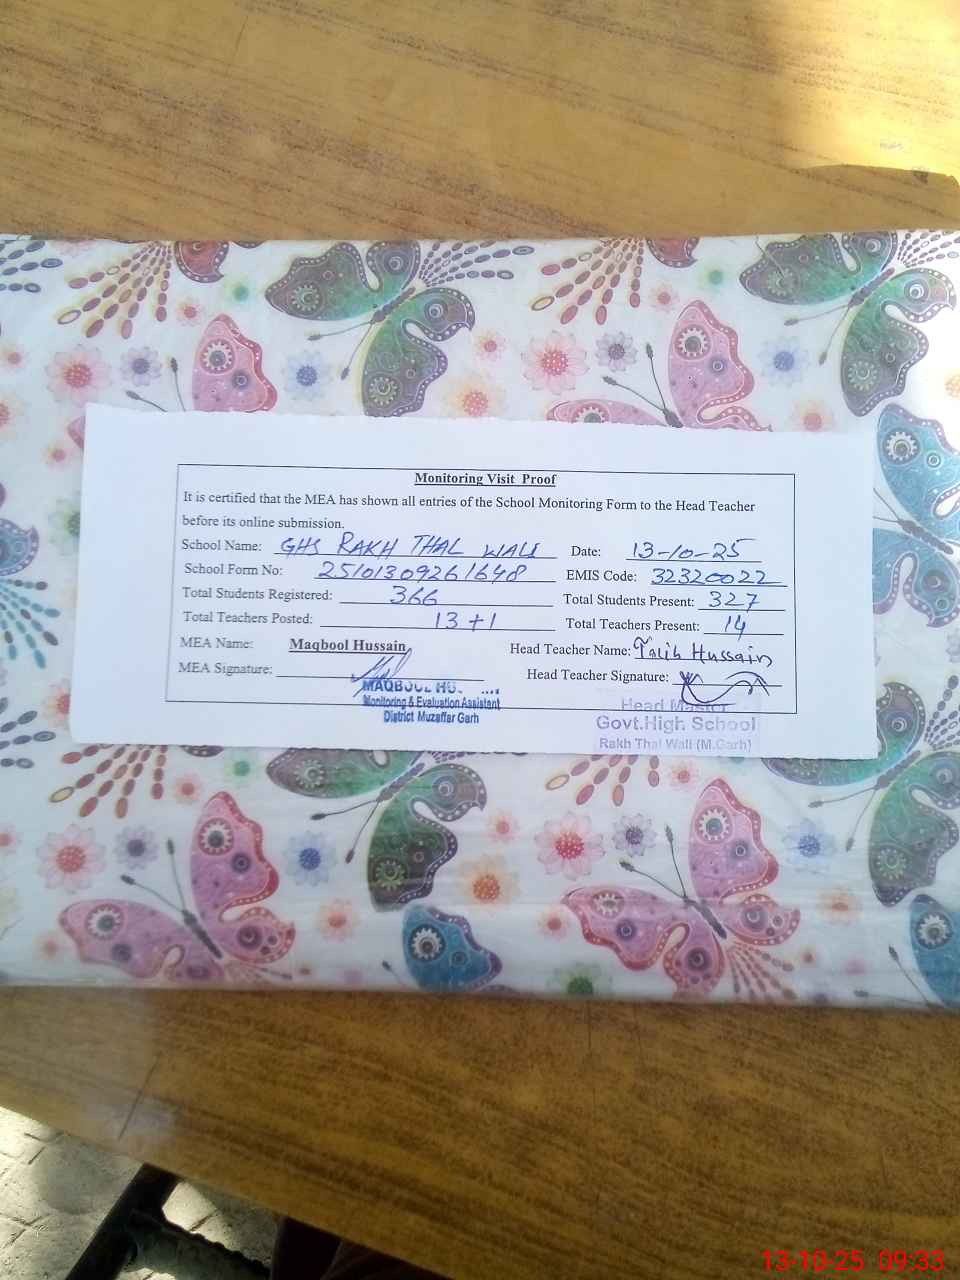 Monitoring Visit Proof
It is certified that the MEA has shown all entries of the School Monitoring Form to the Head Teacher
before its online submission.
School Name: GHS RAKH THAL WALI Date: 13-10-25
School Form No: 25101309261648 EMIS Code: 32320022
Total Students Registered: 366 Total Students Present: 327
Total Teachers Posted: 13+1 Total Teachers Present: 14
MEA Name: Maqbool Hussain Head Teacher Name: Talib Hussain
MEA Signature: Head Teacher Signature:
MAQBOOL
Monitoring & Evaluation Assistant
District Muzaffar Garh
Head Master
Govt.High School
Rakh Thal Wali (M.Garh)
13-10-25 09:33